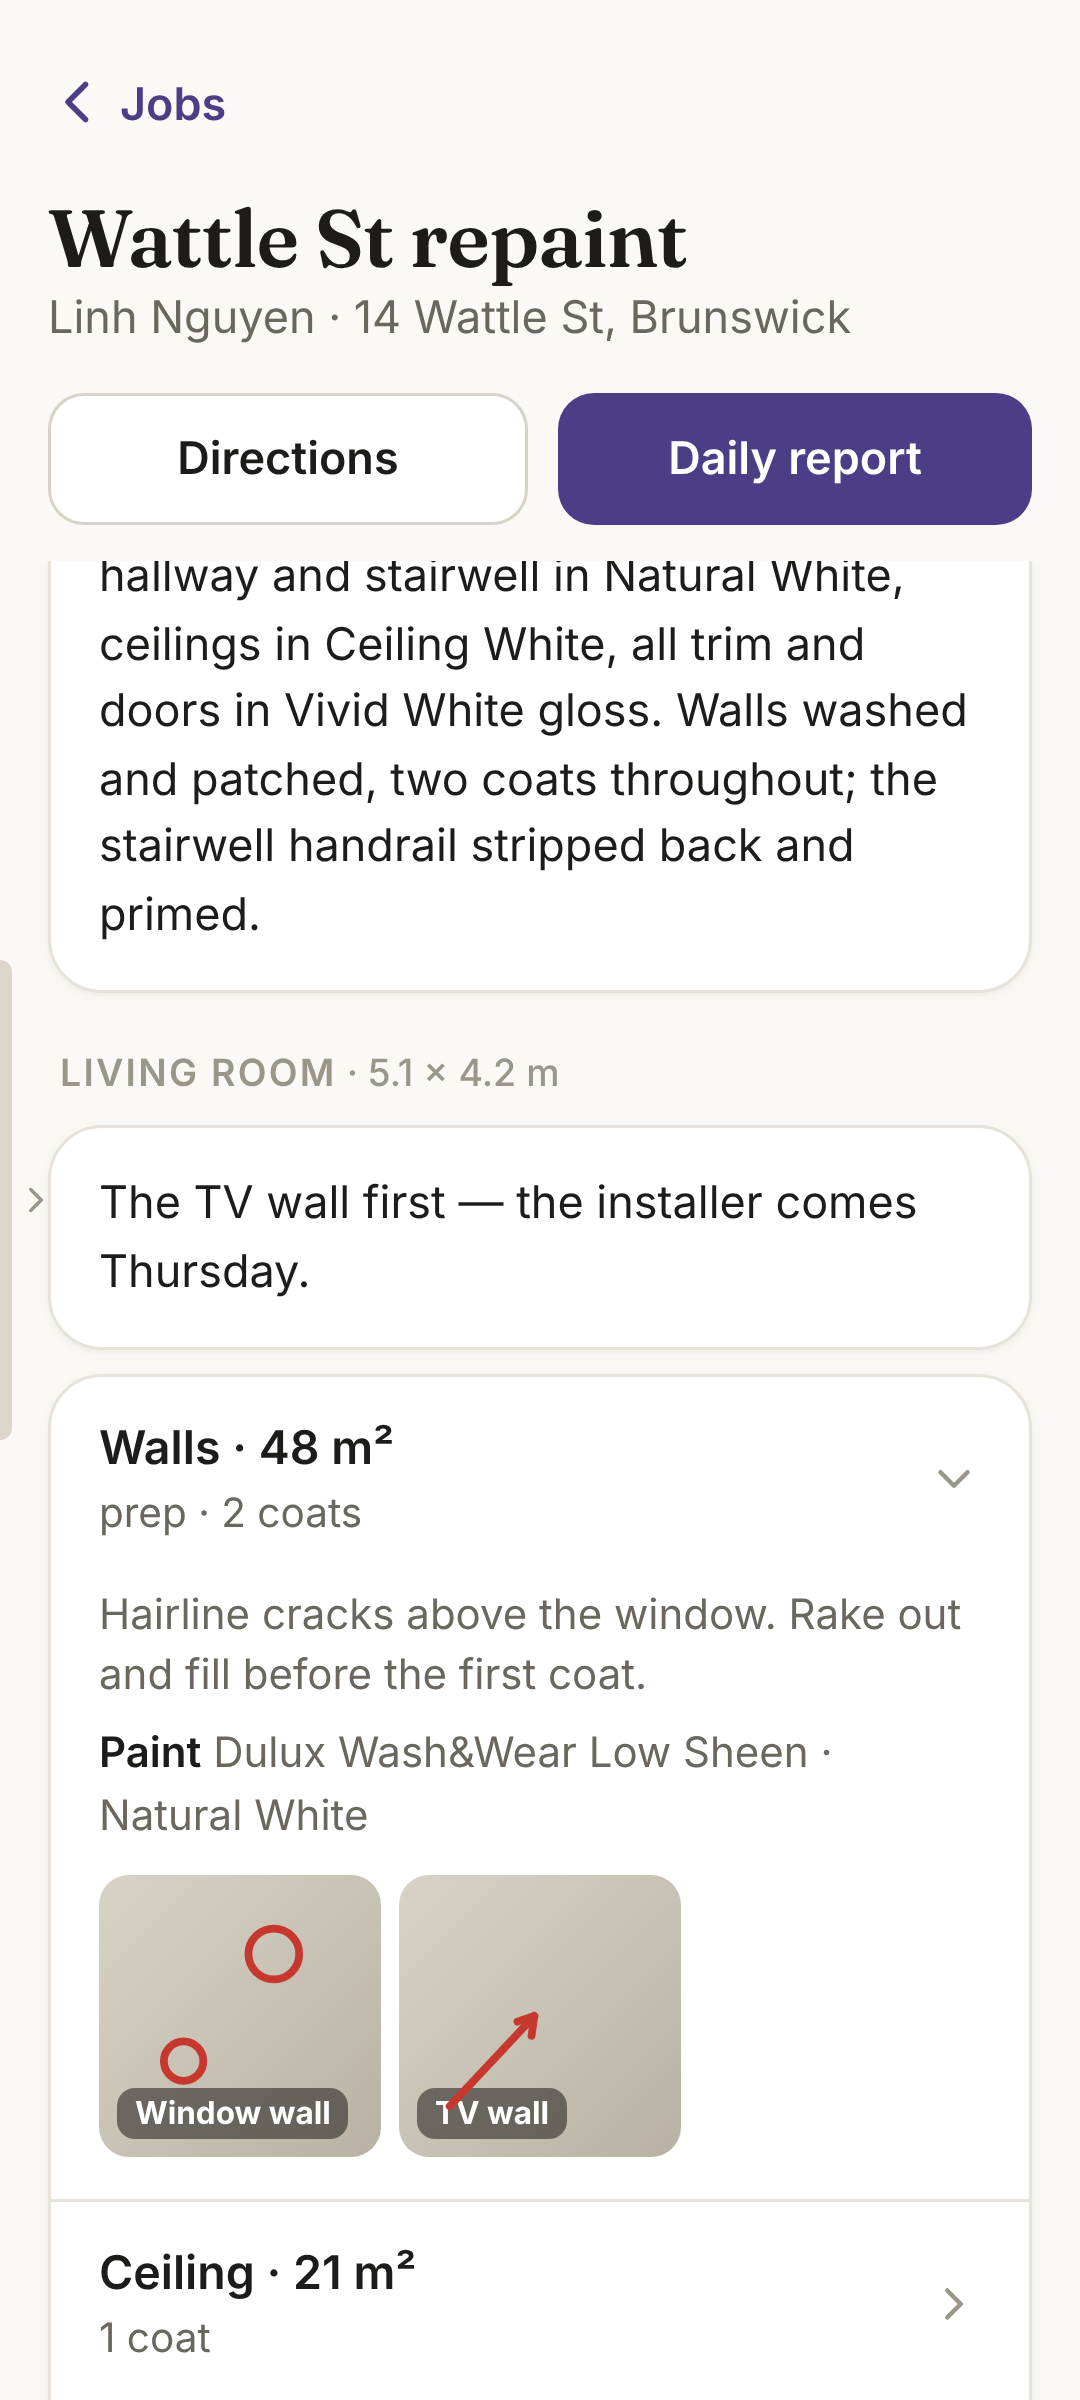 Jobs
Wattle St repaint
Linh Nguyen · 14 Wattle St, Brunswick
Directions
Daily report
hallway and stairwell in Natural White,
ceilings in Ceiling White, all trim and
doors in Vivid White gloss. Walls washed
and patched, two coats throughout; the
stairwell handrail stripped back and
primed.
LIVING ROOM · 5.1 × 4.2 m
The TV wall first — the installer comes
Thursday.
Walls · 48 m²
prep · 2 coats
Hairline cracks above the window. Rake out
and fill before the first coat.
Paint Dulux Wash&Wear Low Sheen ·
Natural White
Window wall
TV wall
Ceiling · 21 m²
1 coat